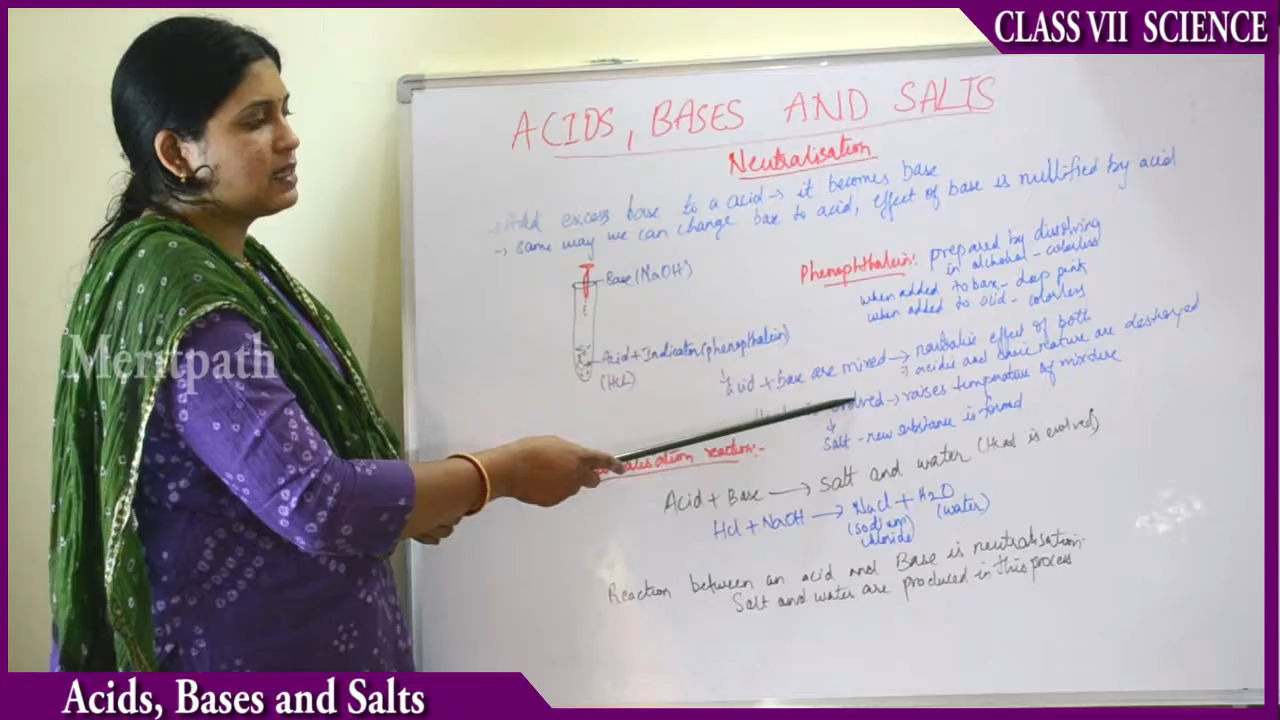 CLASS VII SCIENCE
ACIDS, BASES AND SALTS
Neutralisation
→ Add excess base to a acid → it becomes base
→ same way we can change base to acid, effect of base is nullified by acid
Base (NaOH)
Acid + Indicator (phenopthalein)
(Hcl)
Phenophthalein: prepared by dissolving
in alchohal - colorless
when added to base - deep pink
when added to acid - colorless
Acid + base are mixed → neutralise effect of both
acidic and basic nature are destroyed
→ raises temperature of mixture
↓
salt - new substance is formed
reaction:-
Acid + Base → Salt and water (Heat is evolved)
Hcl + NaOH → Nacl + H2O
(sodium chloride) (water)
Reaction between an acid and Base is neutralisation.
Salt and water are produced in this process
Meritpath
Acids, Bases and Salts